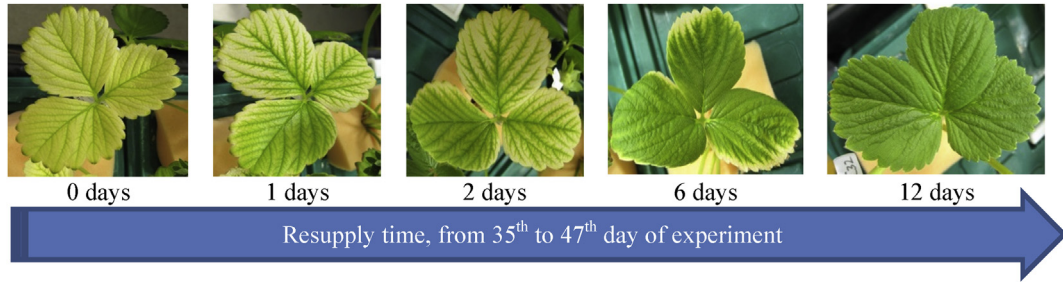 0 days
1 days
2 days
6 days
12 days
Resupply time, from 35th to 47th day of experiment